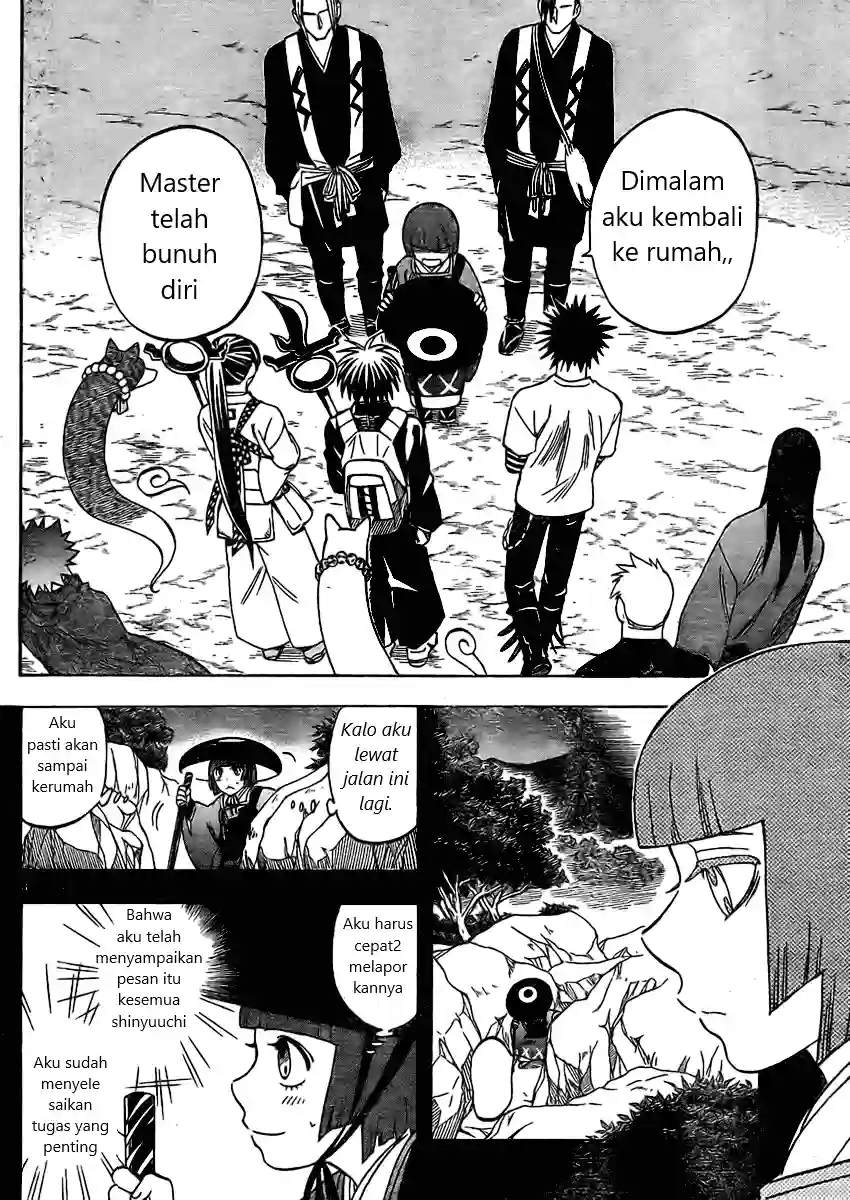 Dimalam
aku kembali
ke rumah,,
Master
telah
bunuh
diri
Kalo aku
lewat
jalan ini
lagi.
Aku
pasti akan
sampai
kerumah
Aku harus
cepat2
melapor
kannya
Bahwa
aku telah
menyampaikan
pesan itu
kesemua
shinyuuchi
Aku sudah
menyele
saikan
tugas yang
penting